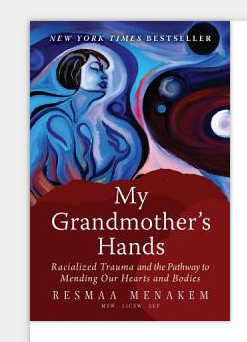 NEW YORK TIMES BESTSELLER
My
Grandmother's
Hands
Racialized Trauma and the Pathway to
Mending Our Hearts and Bodies
RESMAA MENAKEM
MSW, LICSW, SEP